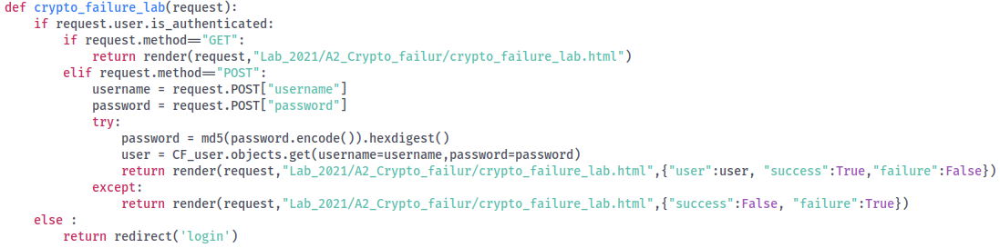 def crypto_failure_lab(request):
    if request.user.is_authenticated:
        if request.method=="GET":
            return render(request,"Lab_2021/A2_Crypto_failur/crypto_failure_lab.html")
        elif request.method=="POST":
            username = request.POST["username"]
            password = request.POST["password"]
            try:
                password = md5(password.encode()).hexdigest()
                user = CF_user.objects.get(username=username,password=password)
                return render(request,"Lab_2021/A2_Crypto_failur/crypto_failure_lab.html",{"user":user, "success":True,"failure":False})
            except:
                return render(request,"Lab_2021/A2_Crypto_failur/crypto_failure_lab.html",{"success":False, "failure":True})
    else :
        return redirect('login')